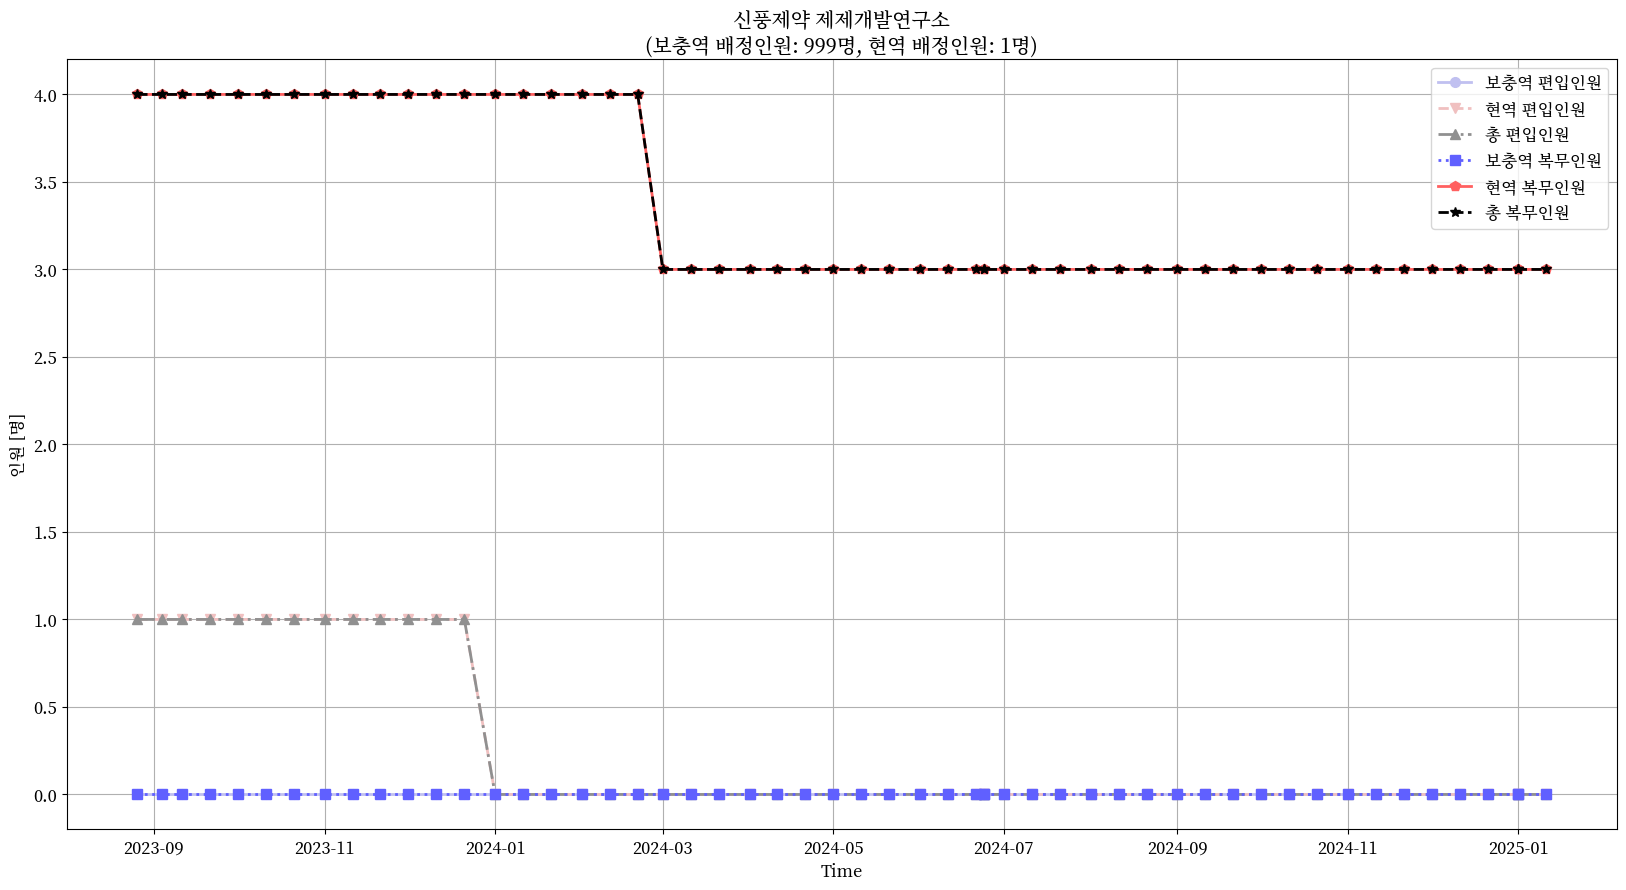 신풍제약 제제개발연구소
(보충역 배정인원: 999명, 현역 배정인원: 1명)
보충역 편입인원
현역 편입인원
총 편입인원
보충역 복무인원
현역 복무인원
총 복무인원
인원 [명]
4.0
3.5
3.0
2.5
2.0
1.5
1.0
0.5
0.0
2023-09 2023-11 2024-01 2024-03 2024-05 2024-07 2024-09 2024-11 2025-01
Time